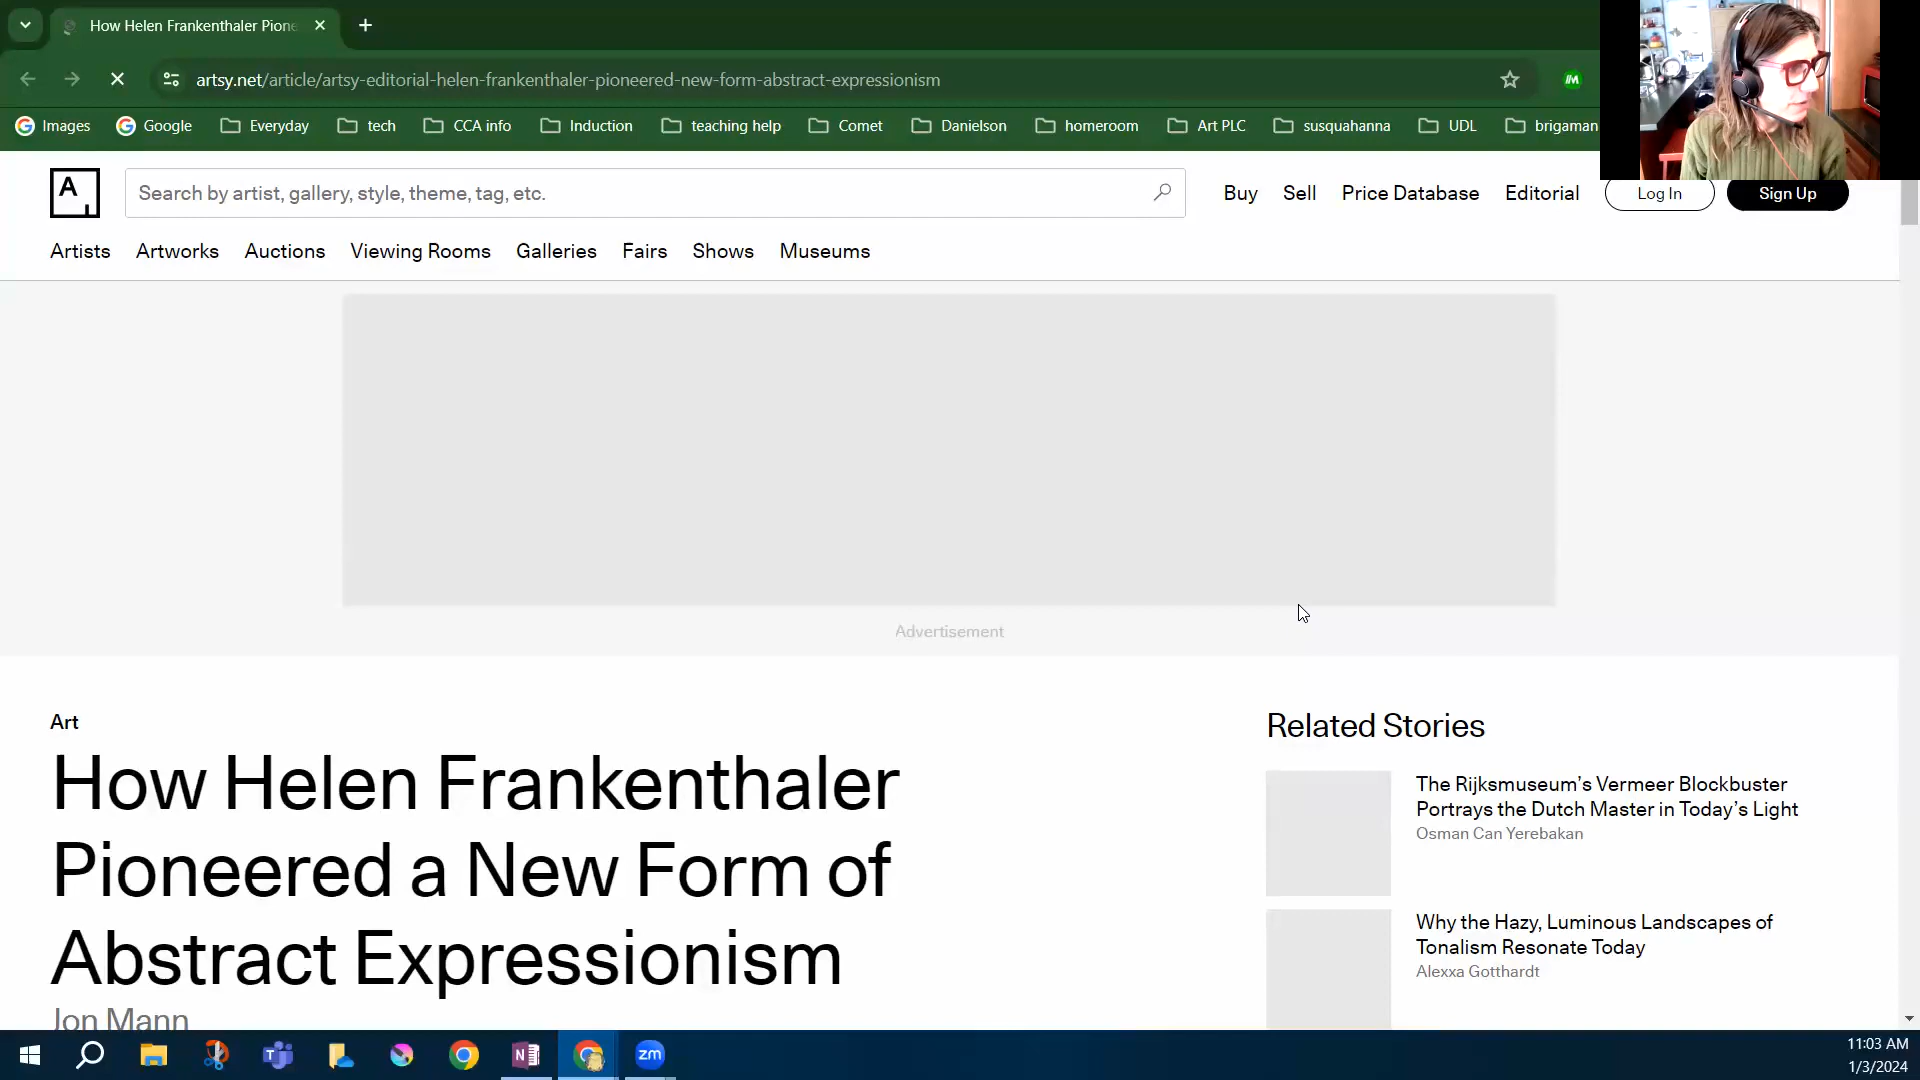 How Helen Frankenthaler Pione
artsy.net/article/artsy-editorial-helen-frankenthaler-pioneered-new-form-abstract-expressionism
Images Google Everyday tech CCA info Induction teaching help Comet Danielson homeroom Art PLC susquahanna UDL brigaman
A
Search by artist, gallery, style, theme, tag, etc.
Buy Sell Price Database Editorial Log In Sign Up
Artists Artworks Auctions Viewing Rooms Galleries Fairs Shows Museums
Advertisement
Art
How Helen Frankenthaler
Pioneered a New Form of
Abstract Expressionism
Jon Mann
Related Stories
The Rijksmuseum’s Vermeer Blockbuster
Portrays the Dutch Master in Today’s Light
Osman Can Yerebakan
Why the Hazy, Luminous Landscapes of
Tonalism Resonate Today
Alexxa Gotthardt
zm
11:03 AM
1/3/2024